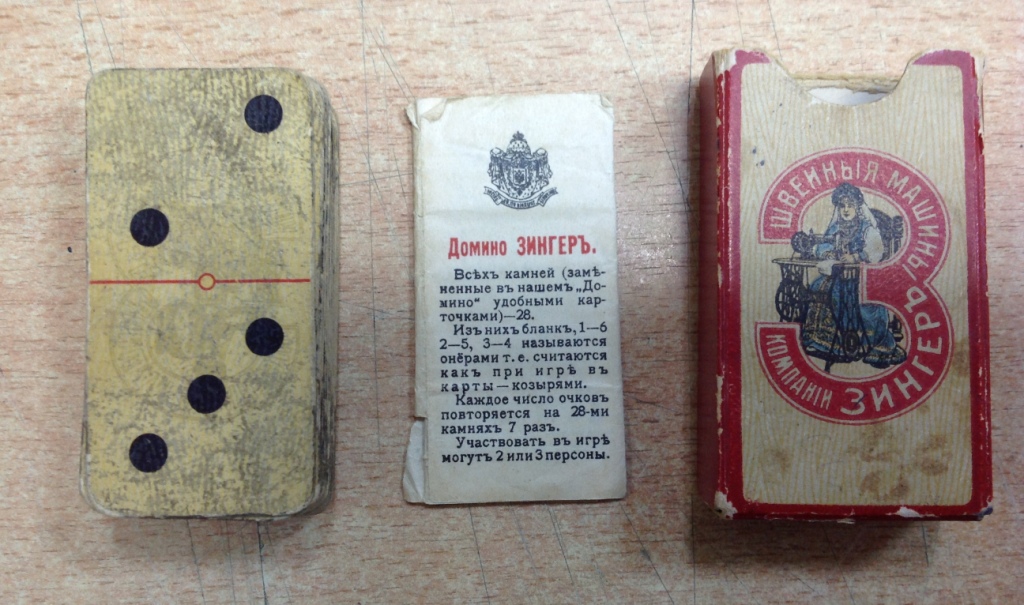 Домино ЗИНГЕРЪ.
Всѣхъ камней (замѣ-
ненные въ нашемъ „До-
мино“ удобными кар-
точками)—28.
Изъ нихъ бланкъ, 1—6
2—5, 3—4 называются
онёрами т. е. считаются
какъ при игрѣ въ
карты — козырями.
Каждое число очковъ
повторяется на 28-ми
камняхъ 7 разъ.
Участвовать въ игрѣ
могутъ 2 или 3 персоны.
ШВЕЙНЫЯ МАШИНЫ
КОМПАНІИ ЗИНГЕРЪ